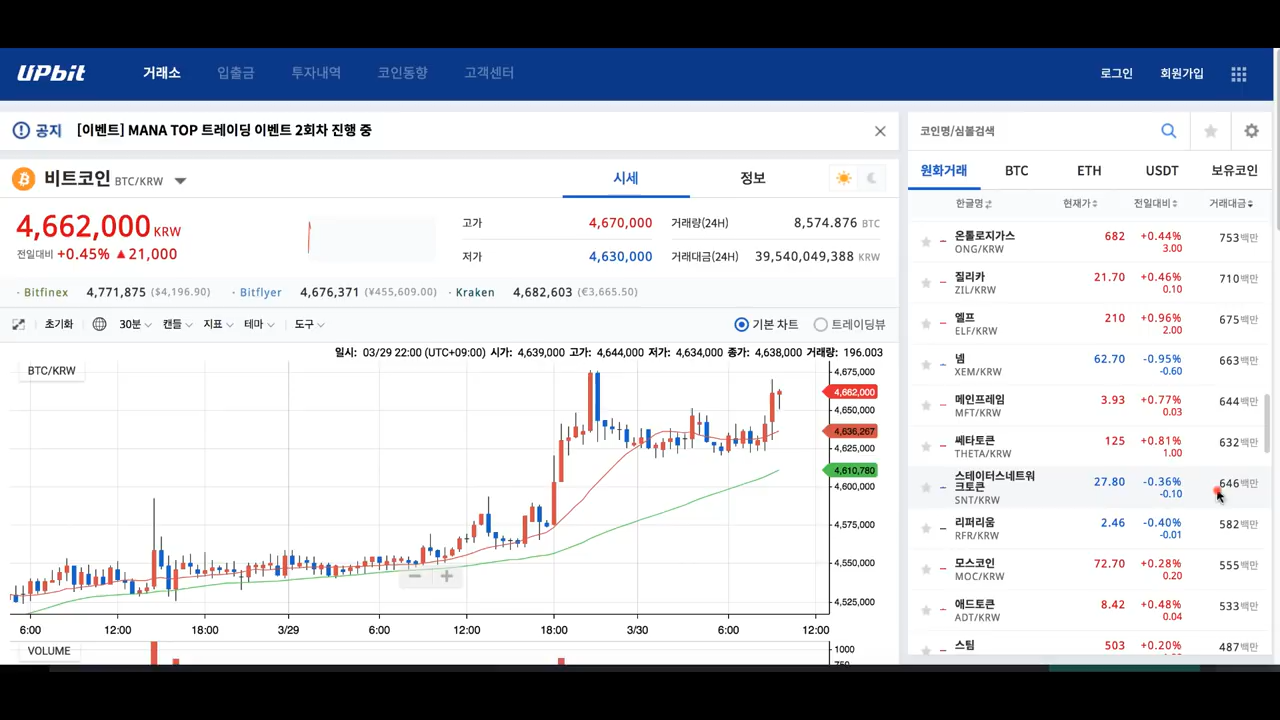 UPbit 거래소 입출금 투자내역 코인동향 고객센터 로그인 회원가입
공지 [이벤트] MANA TOP 트레이딩 이벤트 2회차 진행 중
비트코인 BTC/KRW 시세 정보
4,662,000 KRW
전일대비 +0.45% ▲ 21,000
고가 4,670,000 거래량(24H) 8,574.876 BTC
저가 4,630,000 거래대금(24H) 39,540,049,388 KRW
· Bitfinex 4,771,875 ($4,196.90) · Bitflyer 4,676,371 (¥455,609.00) · Kraken 4,682,603 (€3,665.50)
초기화 30분 캔들 지표 테마 도구 기본 차트 트레이딩뷰
일시: 03/29 22:00 (UTC+09:00) 시가: 4,639,000 고가: 4,644,000 저가: 4,634,000 종가: 4,638,000 거래량: 196.003
BTC/KRW
4,675,000
4,662,000
4,650,000
4,636,267
4,625,000
4,610,780
4,600,000
4,575,000
4,550,000
4,525,000
6:00 12:00 18:00 3/29 6:00 12:00 18:00 3/30 6:00 12:00
VOLUME
1000
750
코인명/심볼검색
원화거래 BTC ETH USDT 보유코인
한글명 현재가 전일대비 거래대금
온톨로지가스 682 +0.44% 753백만
ONG/KRW 3.00
질리카 21.70 +0.46% 710백만
ZIL/KRW 0.10
엘프 210 +0.96% 675백만
ELF/KRW 2.00
넴 62.70 -0.95% 663백만
XEM/KRW -0.60
메인프레임 3.93 +0.77% 644백만
MFT/KRW 0.03
쎄타토큰 125 +0.81% 632백만
THETA/KRW 1.00
스테이터스네트워
크토큰 27.80 -0.36% 646백만
SNT/KRW -0.10
리퍼리움 2.46 -0.40% 582백만
RFR/KRW -0.01
모스코인 72.70 +0.28% 555백만
MOC/KRW 0.20
애드토큰 8.42 +0.48% 533백만
ADT/KRW 0.04
스팀 503 +0.20% 487백만